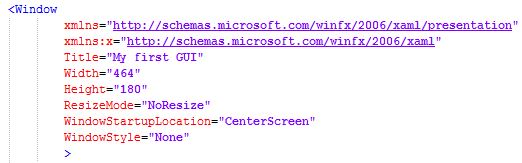 <Window
xmlns="http://schemas.microsoft.com/winfx/2006/xaml/presentation"
xmlns:x="http://schemas.microsoft.com/winfx/2006/xaml"
Title="My first GUI"
Width="464"
Height="180"
ResizeMode="NoResize"
WindowStartupLocation="CenterScreen"
WindowStyle="None"
>